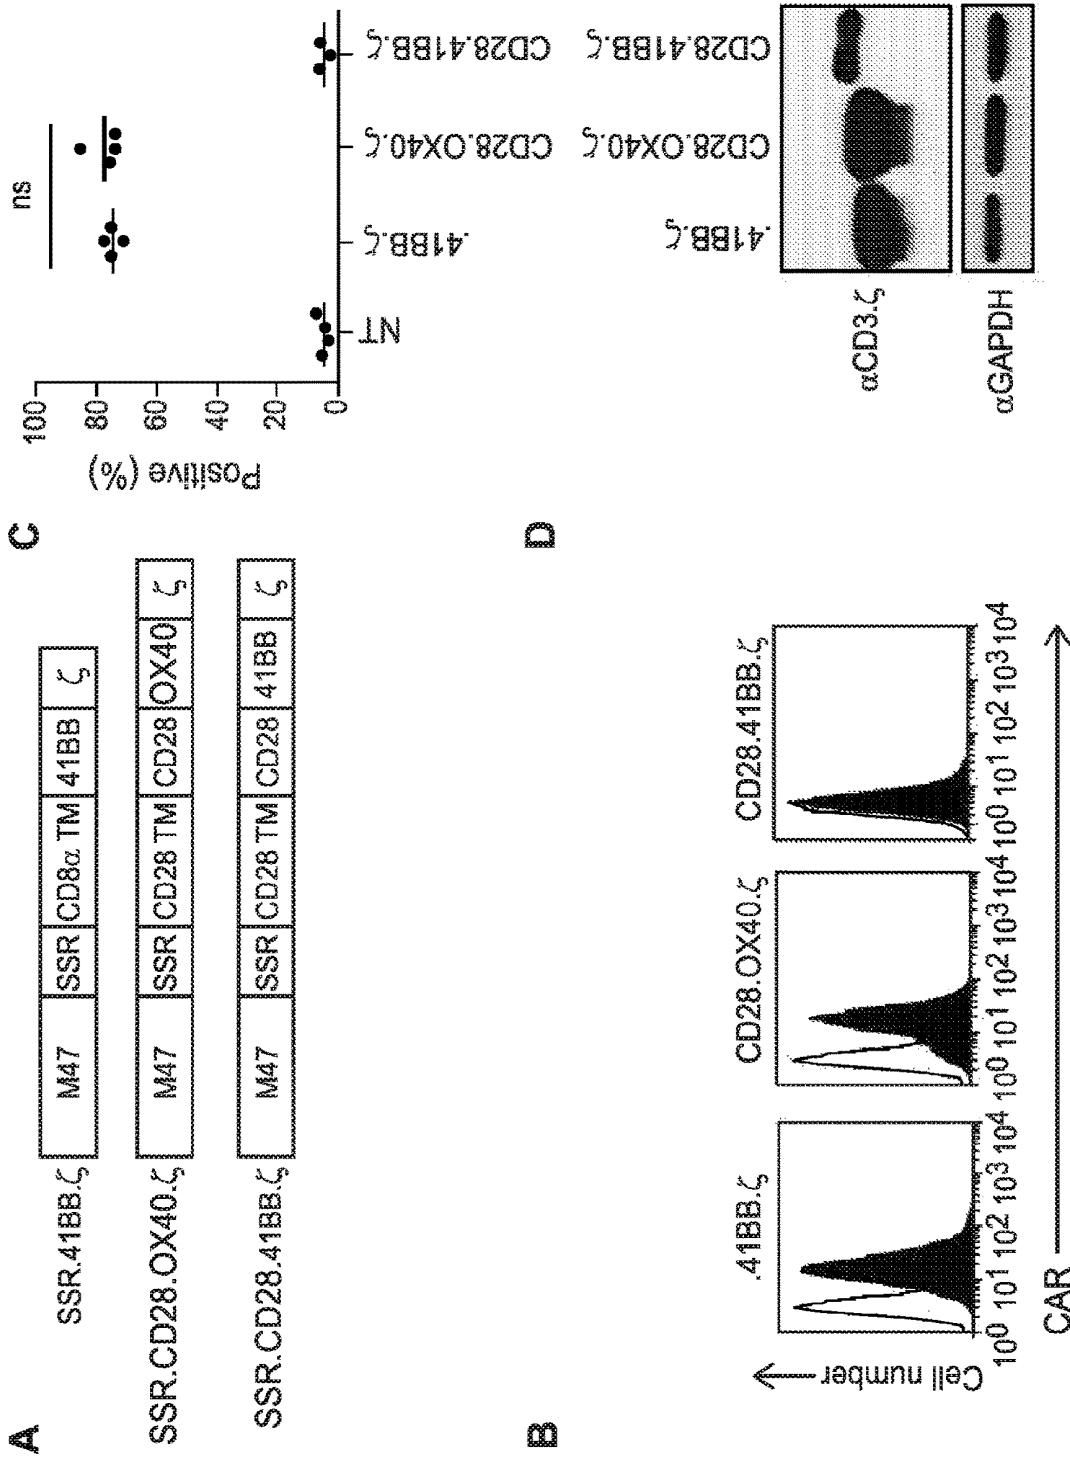 A
SSR.41BB.ζ
M47 SSR CD8α TM 41BB ζ
SSR.CD28.OX40.ζ
M47 SSR CD28 TM CD28 OX40 ζ
SSR.CD28.41BB.ζ
M47 SSR CD28 TM CD28 41BB ζ
B
Cell number
.41BB.ζ
CD28.OX40.ζ
CD28.41BB.ζ
10⁰ 10¹ 10² 10³ 10⁴
10⁰ 10¹ 10² 10³ 10⁴
10⁰ 10¹ 10² 10³ 10⁴
CAR
C
Positive (%)
100
80
60
40
20
0
ns
NT
.41BB.ζ
CD28.OX40.ζ
CD28.41BB.ζ
D
.41BB.ζ
CD28.OX40.ζ
CD28.41BB.ζ
αCD3.ζ
αGAPDH